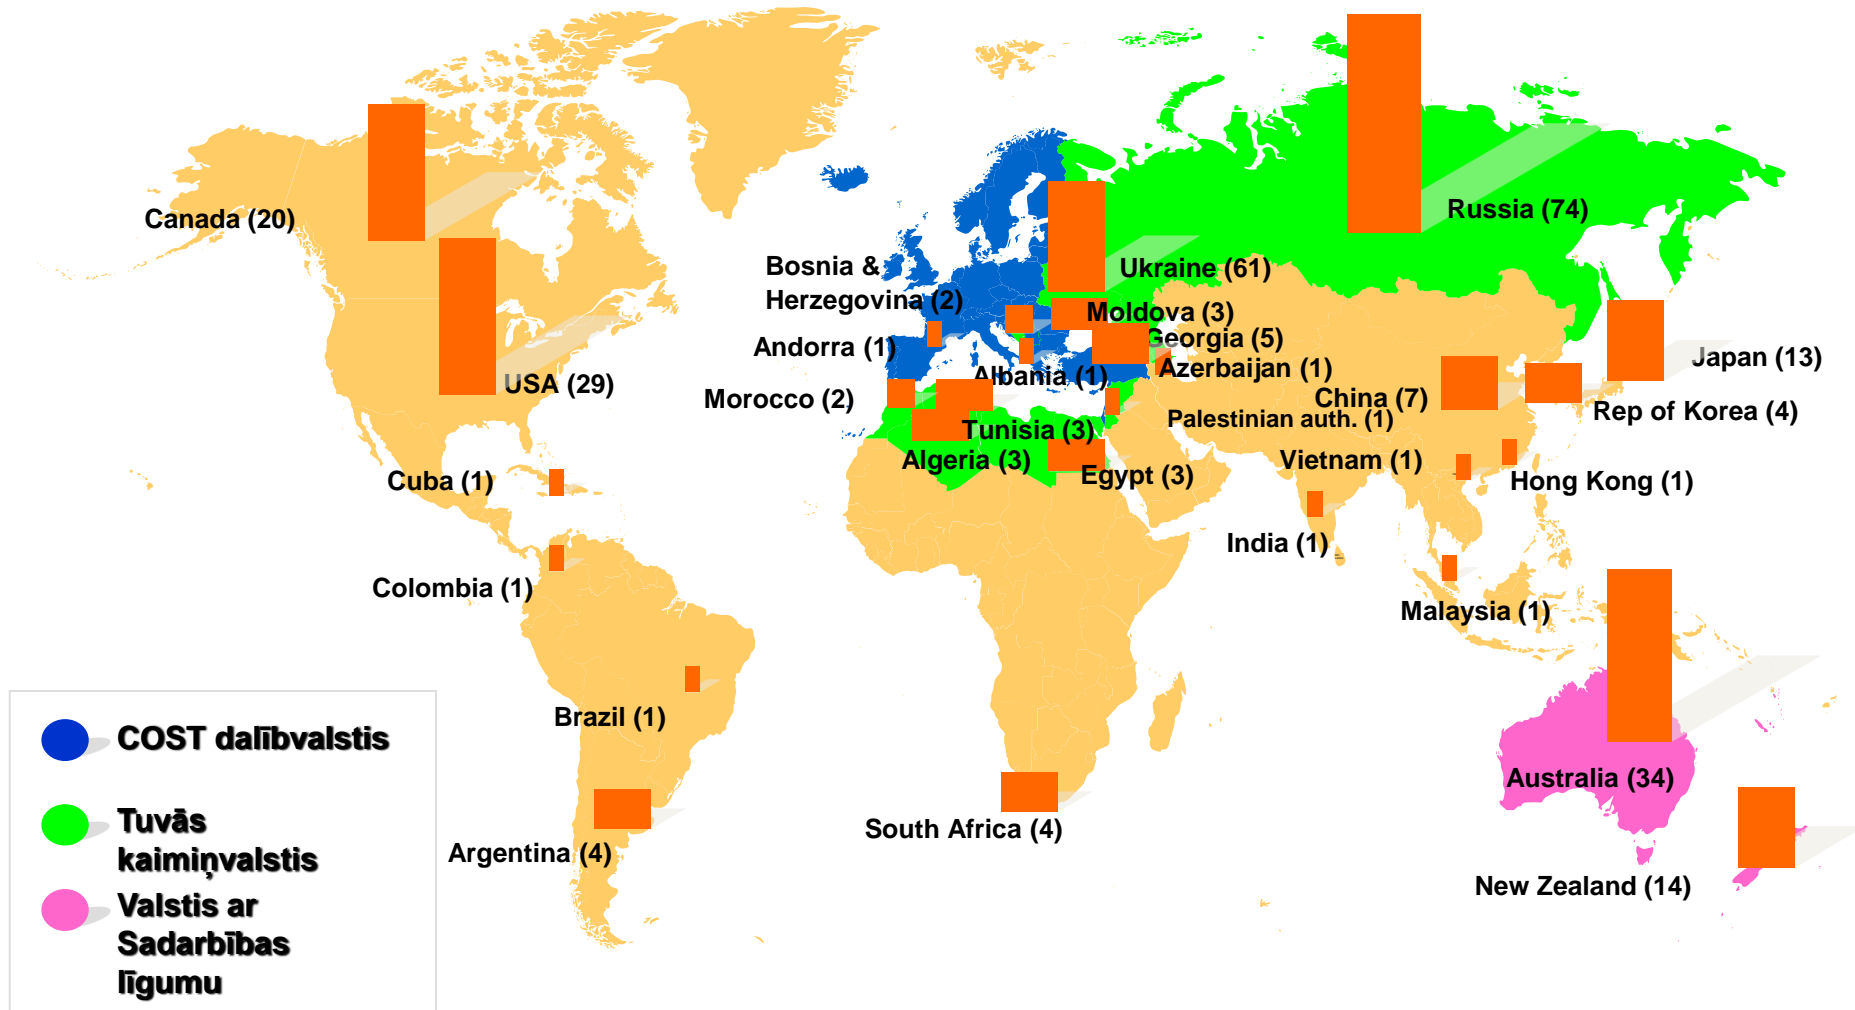 Canada (20)
Russia (74)
Bosnia &
Herzegovina (2)
Ukraine (61)
Moldova (3)
Georgia (5)
Andorra (1)
Japan (13)
Albania (1)
Azerbaijan (1)
USA (29)
Morocco (2)
China (7)
Rep of Korea (4)
Palestinian auth. (1)
Tunisia (3)
Algeria (3)
Egypt (3)
Vietnam (1)
Cuba (1)
Hong Kong (1)
India (1)
Colombia (1)
Malaysia (1)
Brazil (1)
Australia (34)
South Africa (4)
Argentina (4)
New Zealand (14)
COST dalībvalstis
Tuvās
kaimiņvalstis
Valstis ar
Sadarbības
līgumu